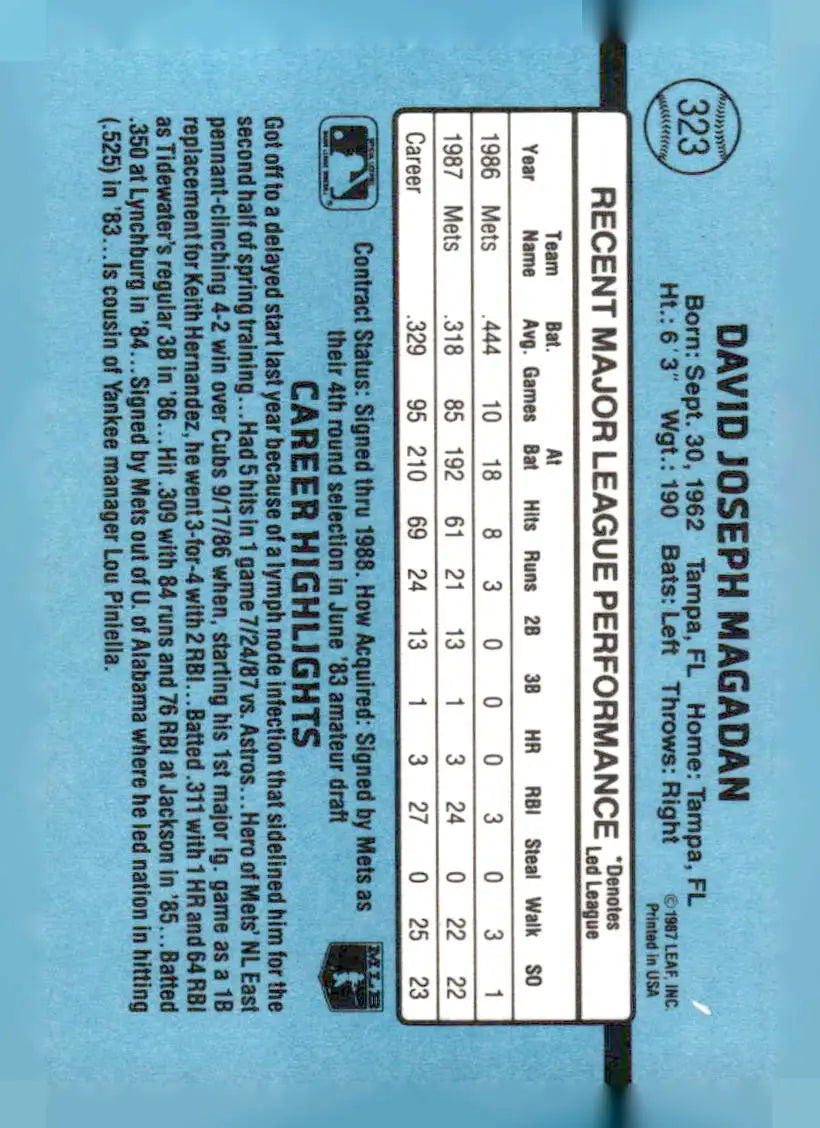 323
DAVID JOSEPH MAGADAN
Born: Sept. 30, 1962 Tampa, FL Home: Tampa, FL
Ht.: 6'3" Wgt.: 190 Bats: Left Throws: Right
©1987 LEAF, INC.
Printed in USA
RECENT MAJOR LEAGUE PERFORMANCE *Denotes
Led League
Team Bat. At
Year Name Avg. Games Bat Hits Runs 2B 3B HR RBI Steal Walk SO
1986 Mets .444 10 18 8 3 0 0 0 3 0 3 1
1987 Mets .318 85 192 61 21 13 1 3 24 0 22 22
Career .329 95 210 69 24 13 1 3 27 0 25 23
Contract Status: Signed thru 1988. How Acquired: Signed by Mets as
their 4th round selection in June '83 amateur draft
MLB
CAREER HIGHLIGHTS
Got off to a delayed start last year because of a lymph node infection that sidelined him for the
second half of spring training...Had 5 hits in 1 game 7/24/87 vs. Astros...Hero of Mets' NL East
pennant-clinching 4-2 win over Cubs 9/17/86 when, starting his 1st major lg. game as a 1B
replacement for Keith Hernandez, he went 3-for-4 with 2 RBI...Batted .311 with 1 HR and 64 RBI
as Tidewater's regular 3B in '86...Hit .309 with 84 runs and 76 RBI at Jackson in '85...Batted
.350 at Lynchburg in '84...Signed by Mets out of U. of Alabama where he led nation in hitting
(.525) in '83...Is cousin of Yankee manager Lou Piniella.